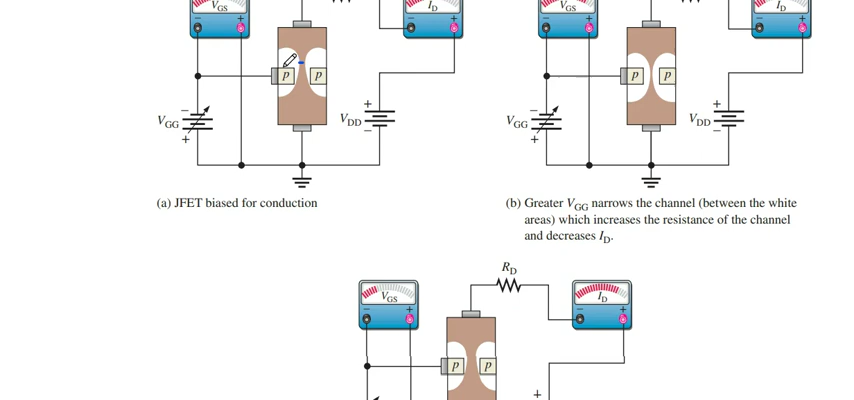 VGS ID VGS ID
− + − +
p p p p
− + − +
VGG VDD VGG VDD
+ − + −
(a) JFET biased for conduction
(b) Greater VGG narrows the channel (between the white
areas) which increases the resistance of the channel
and decreases ID.
RD
VGS ID
− + − +
p p
+